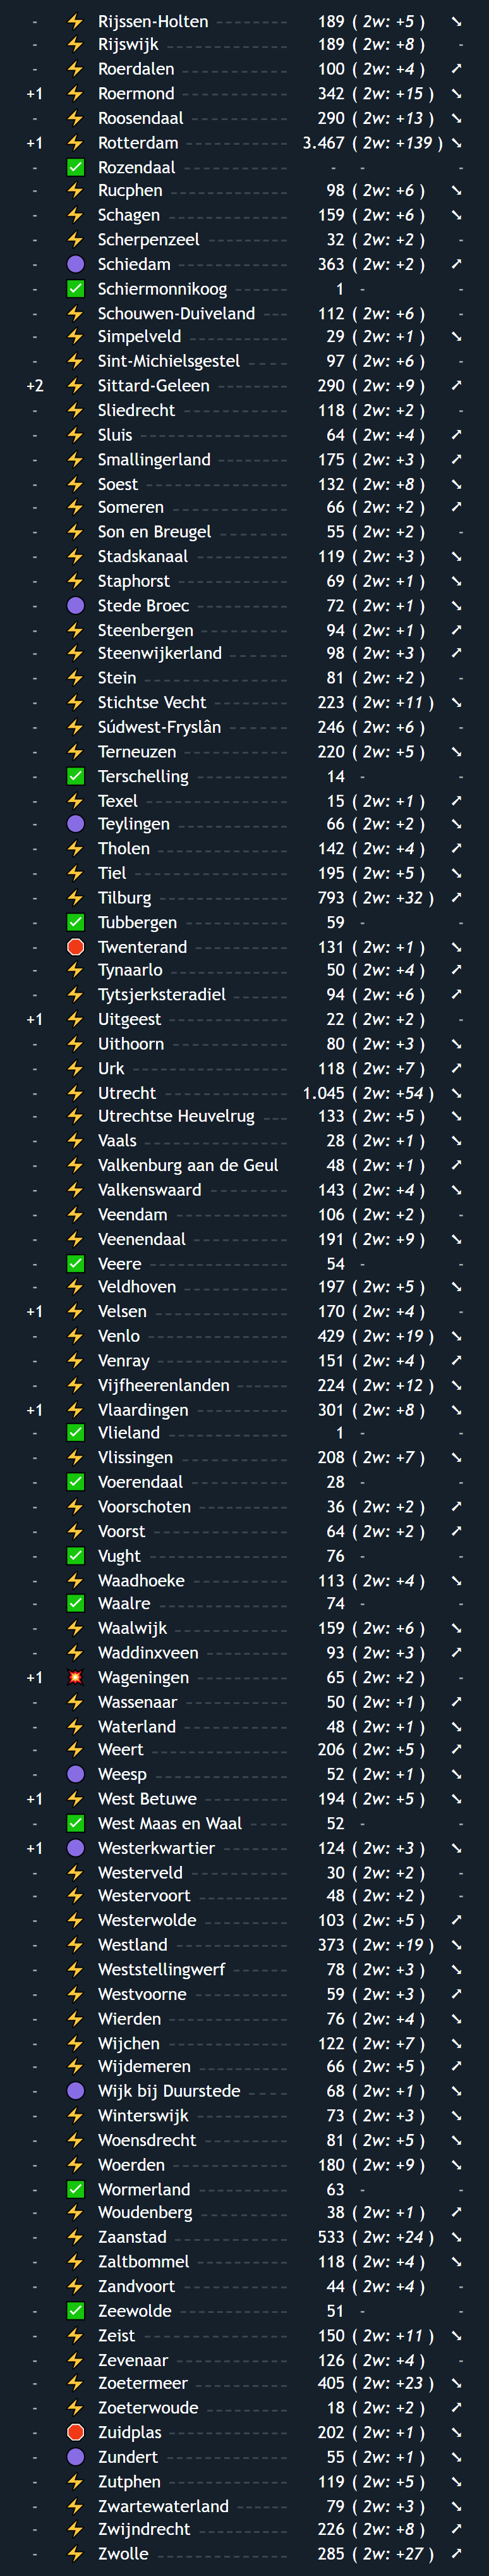 - ⚡ Rijssen-Holten 189 ( 2w: +5 ) ➘
- ⚡ Rijswijk 189 ( 2w: +8 ) -
- ⚡ Roerdalen 100 ( 2w: +4 ) ➚
+1 ⚡ Roermond 342 ( 2w: +15 ) ➘
- ⚡ Roosendaal 290 ( 2w: +13 ) ➘
+1 ⚡ Rotterdam 3.467 ( 2w: +139 ) ➘
- ✅ Rozendaal - - -
- ⚡ Rucphen 98 ( 2w: +6 ) ➘
- ⚡ Schagen 159 ( 2w: +6 ) ➘
- ⚡ Scherpenzeel 32 ( 2w: +2 ) -
- 🟣 Schiedam 363 ( 2w: +2 ) ➚
- ✅ Schiermonnikoog 1 - -
- ⚡ Schouwen-Duiveland 112 ( 2w: +6 ) -
- ⚡ Simpelveld 29 ( 2w: +1 ) ➘
- ⚡ Sint-Michielsgestel 97 ( 2w: +6 ) -
+2 ⚡ Sittard-Geleen 290 ( 2w: +9 ) ➚
- ⚡ Sliedrecht 118 ( 2w: +2 ) -
- ⚡ Sluis 64 ( 2w: +4 ) ➚
- ⚡ Smallingerland 175 ( 2w: +3 ) ➚
- ⚡ Soest 132 ( 2w: +8 ) ➘
- ⚡ Someren 66 ( 2w: +2 ) ➚
- ⚡ Son en Breugel 55 ( 2w: +2 ) -
- ⚡ Stadskanaal 119 ( 2w: +3 ) ➘
- ⚡ Staphorst 69 ( 2w: +1 ) ➘
- 🟣 Stede Broec 72 ( 2w: +1 ) ➘
- ⚡ Steenbergen 94 ( 2w: +1 ) ➚
- ⚡ Steenwijkerland 98 ( 2w: +3 ) ➚
- ⚡ Stein 81 ( 2w: +2 ) -
- ⚡ Stichtse Vecht 223 ( 2w: +11 ) ➘
- ⚡ Súdwest-Fryslân 246 ( 2w: +6 ) -
- ⚡ Terneuzen 220 ( 2w: +5 ) ➘
- ✅ Terschelling 14 - -
- ⚡ Texel 15 ( 2w: +1 ) ➚
- 🟣 Teylingen 66 ( 2w: +2 ) ➘
- ⚡ Tholen 142 ( 2w: +4 ) ➚
- ⚡ Tiel 195 ( 2w: +5 ) ➘
- ⚡ Tilburg 793 ( 2w: +32 ) ➚
- ✅ Tubbergen 59 - -
- 🛑 Twenterand 131 ( 2w: +1 ) ➘
- ⚡ Tynaarlo 50 ( 2w: +4 ) ➚
- ⚡ Tytsjerksteradiel 94 ( 2w: +6 ) ➚
+1 ⚡ Uitgeest 22 ( 2w: +2 ) -
- ⚡ Uithoorn 80 ( 2w: +3 ) ➘
- ⚡ Urk 118 ( 2w: +7 ) ➚
- ⚡ Utrecht 1.045 ( 2w: +54 ) ➘
- ⚡ Utrechtse Heuvelrug 133 ( 2w: +5 ) ➘
- ⚡ Vaals 28 ( 2w: +1 ) ➘
- ⚡ Valkenburg aan de Geul 48 ( 2w: +1 ) ➚
- ⚡ Valkenswaard 143 ( 2w: +4 ) ➘
- ⚡ Veendam 106 ( 2w: +2 ) -
- ⚡ Veenendaal 191 ( 2w: +9 ) ➘
- ✅ Veere 54 - -
- ⚡ Veldhoven 197 ( 2w: +5 ) ➘
+1 ⚡ Velsen 170 ( 2w: +4 ) -
- ⚡ Venlo 429 ( 2w: +19 ) ➘
- ⚡ Venray 151 ( 2w: +4 ) ➚
- ⚡ Vijfheerenlanden 224 ( 2w: +12 ) ➘
+1 ⚡ Vlaardingen 301 ( 2w: +8 ) ➘
- ✅ Vlieland 1 - -
- ⚡ Vlissingen 208 ( 2w: +7 ) ➘
- ✅ Voerendaal 28 - -
- ⚡ Voorschoten 36 ( 2w: +2 ) ➚
- ⚡ Voorst 64 ( 2w: +2 ) ➚
- ✅ Vught 76 - -
- ⚡ Waadhoeke 113 ( 2w: +4 ) ➘
- ✅ Waalre 74 - -
- ⚡ Waalwijk 159 ( 2w: +6 ) ➘
- ⚡ Waddinxveen 93 ( 2w: +3 ) ➚
+1 💥 Wageningen 65 ( 2w: +2 ) -
- ⚡ Wassenaar 50 ( 2w: +1 ) ➚
- ⚡ Waterland 48 ( 2w: +1 ) ➘
- ⚡ Weert 206 ( 2w: +5 ) ➚
- 🟣 Weesp 52 ( 2w: +1 ) ➘
+1 ⚡ West Betuwe 194 ( 2w: +5 ) ➘
- ✅ West Maas en Waal 52 - -
+1 🟣 Westerkwartier 124 ( 2w: +3 ) ➘
- ⚡ Westerveld 30 ( 2w: +2 ) -
- ⚡ Westervoort 48 ( 2w: +2 ) -
- ⚡ Westerwolde 103 ( 2w: +5 ) ➚
- ⚡ Westland 373 ( 2w: +19 ) ➘
- ⚡ Weststellingwerf 78 ( 2w: +3 ) ➘
- ⚡ Westvoorne 59 ( 2w: +3 ) ➚
- ⚡ Wierden 76 ( 2w: +4 ) ➘
- ⚡ Wijchen 122 ( 2w: +7 ) ➘
- ⚡ Wijdemeren 66 ( 2w: +5 ) ➚
- 🟣 Wijk bij Duurstede 68 ( 2w: +1 ) ➘
- ⚡ Winterswijk 73 ( 2w: +3 ) ➘
- ⚡ Woensdrecht 81 ( 2w: +5 ) ➘
- ⚡ Woerden 180 ( 2w: +9 ) ➘
- ✅ Wormerland 63 - -
- ⚡ Woudenberg 38 ( 2w: +1 ) ➚
- ⚡ Zaanstad 533 ( 2w: +24 ) ➘
- ⚡ Zaltbommel 118 ( 2w: +4 ) ➘
- ⚡ Zandvoort 44 ( 2w: +4 ) -
- ✅ Zeewolde 51 - -
- ⚡ Zeist 150 ( 2w: +11 ) ➘
- ⚡ Zevenaar 126 ( 2w: +4 ) -
- ⚡ Zoetermeer 405 ( 2w: +23 ) ➘
- ⚡ Zoeterwoude 18 ( 2w: +2 ) ➚
- 🛑 Zuidplas 202 ( 2w: +1 ) ➘
- 🟣 Zundert 55 ( 2w: +1 ) ➘
- ⚡ Zutphen 119 ( 2w: +5 ) ➘
- ⚡ Zwartewaterland 79 ( 2w: +3 ) ➘
- ⚡ Zwijndrecht 226 ( 2w: +8 ) ➚
- ⚡ Zwolle 285 ( 2w: +27 ) ➚